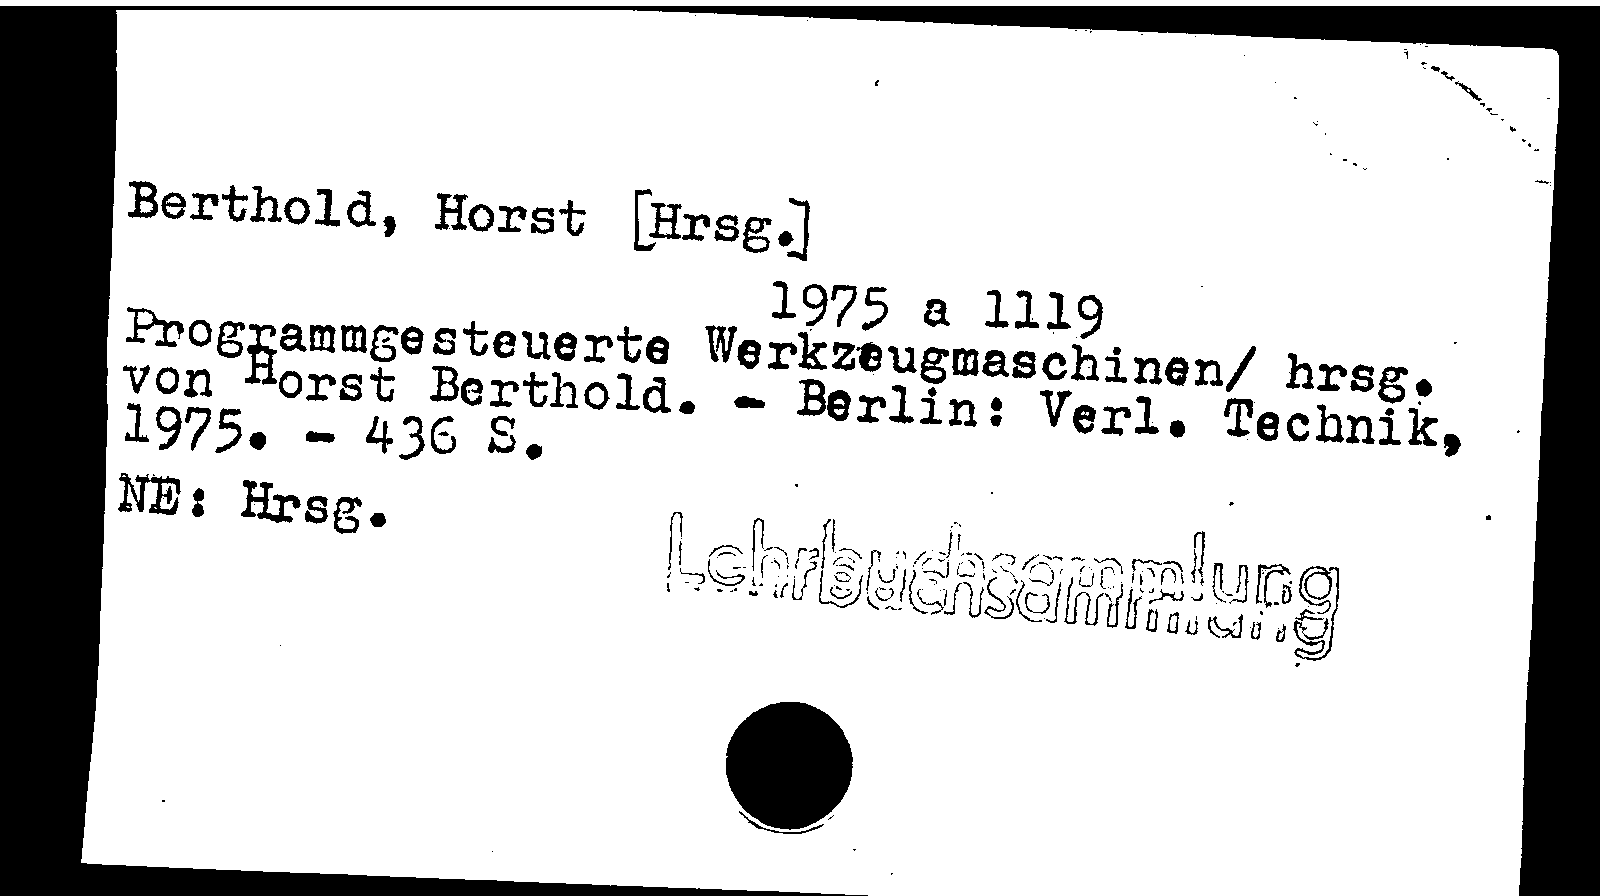 Berthold, Horst [Hrsg.]
1975 a 1119
Programmgesteuerte Werkzeugmaschinen/ hrsg.
von Horst Berthold. - Berlin: Verl. Technik,
1975. - 436 S.
NE: Hrsg.
Lehrbuchsammlung